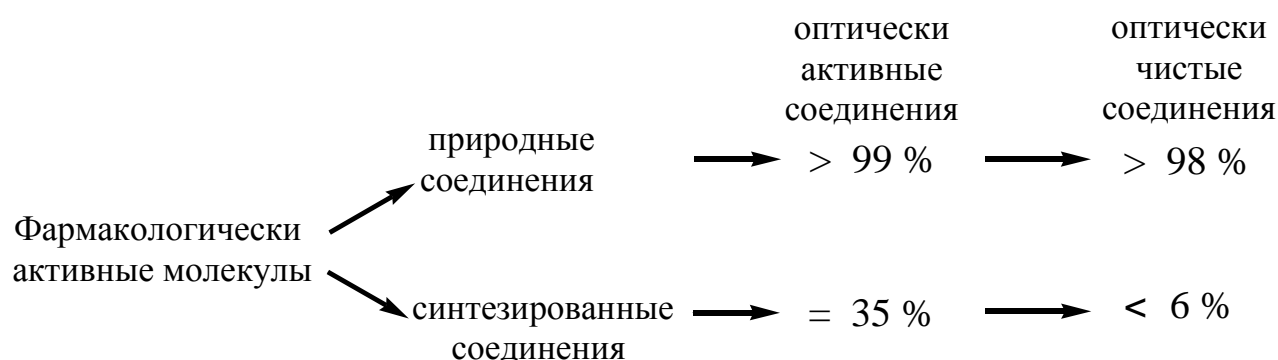 оптически
активные
соединения
оптически
чистые
соединения
природные
соединения
> 99 %
> 98 %
Фармакологически
активные молекулы
синтезированные
соединения
= 35 %
< 6 %